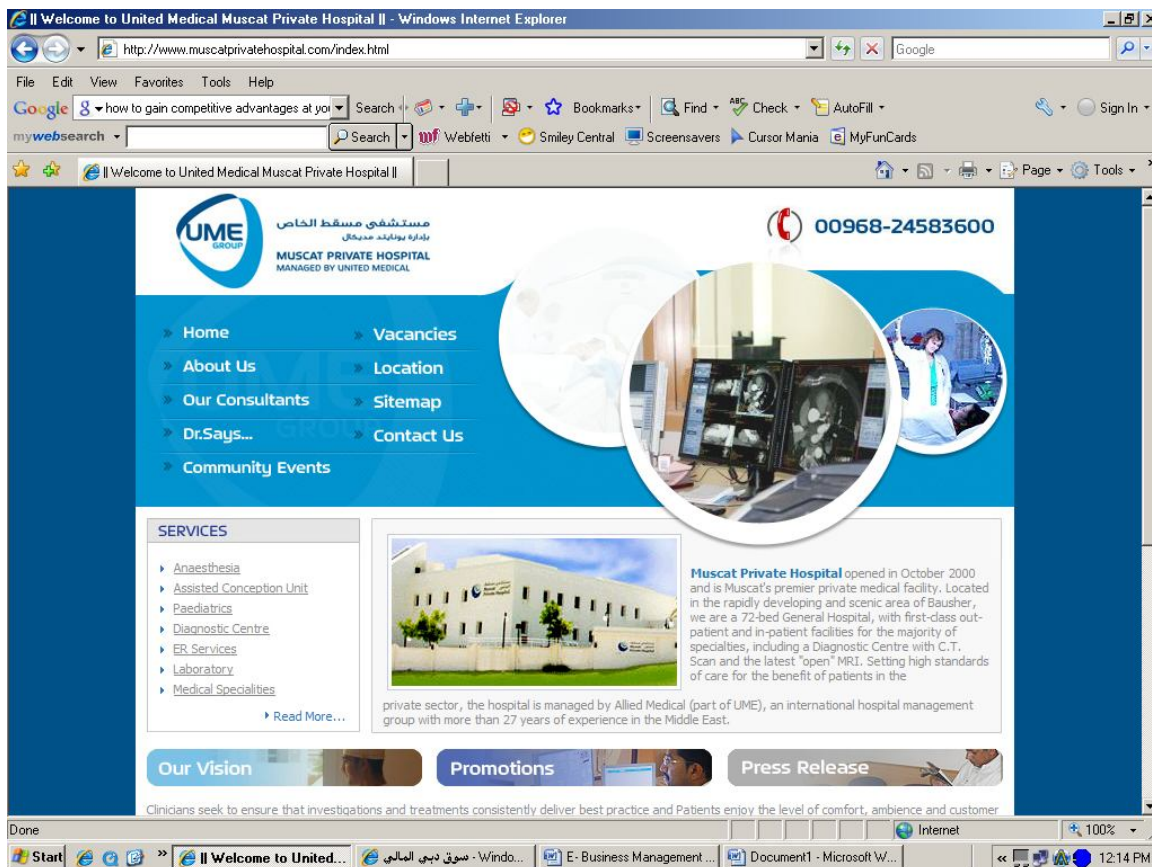 || Welcome to United Medical Muscat Private Hospital || - Windows Internet Explorer
http://www.muscatprivatehospital.com/index.html
Google
File Edit View Favorites Tools Help
Google how to gain competitive advantages at you Search Bookmarks Find Check AutoFill Sign In
mywebsearch Search Webfetti Smiley Central Screensavers Cursor Mania MyFunCards
|| Welcome to United Medical Muscat Private Hospital || Page Tools
UME
GROUP
مستشفى مسقط الخاص
بإدارة يونايتد مديكال
MUSCAT PRIVATE HOSPITAL
MANAGED BY UNITED MEDICAL
00968-24583600
Home Vacancies
About Us Location
Our Consultants Sitemap
Dr.Says... Contact Us
Community Events
SERVICES
Anaesthesia
Assisted Conception Unit
Paediatrics
Diagnostic Centre
ER Services
Laboratory
Medical Specialities
Read More...
Muscat Private Hospital opened in October 2000
and is Muscat's premier private medical facility. Located
in the rapidly developing and scenic area of Bausher,
we are a 72-bed General Hospital, with first-class out-
patient and in-patient facilities for the majority of
specialties, including a Diagnostic Centre with C.T.
Scan and the latest "open" MRI. Setting high standards
of care for the benefit of patients in the
private sector, the hospital is managed by Allied Medical (part of UME), an international hospital management
group with more than 27 years of experience in the Middle East.
Our Vision Promotions Press Release
Clinicians seek to ensure that investigations and treatments consistently deliver best practice and Patients enjoy the level of comfort, ambience and customer
Done Internet 100%
Start || Welcome to United... سوق دبي المالي - Windo... E- Business Management ... Document1 - Microsoft W... 12:14 PM